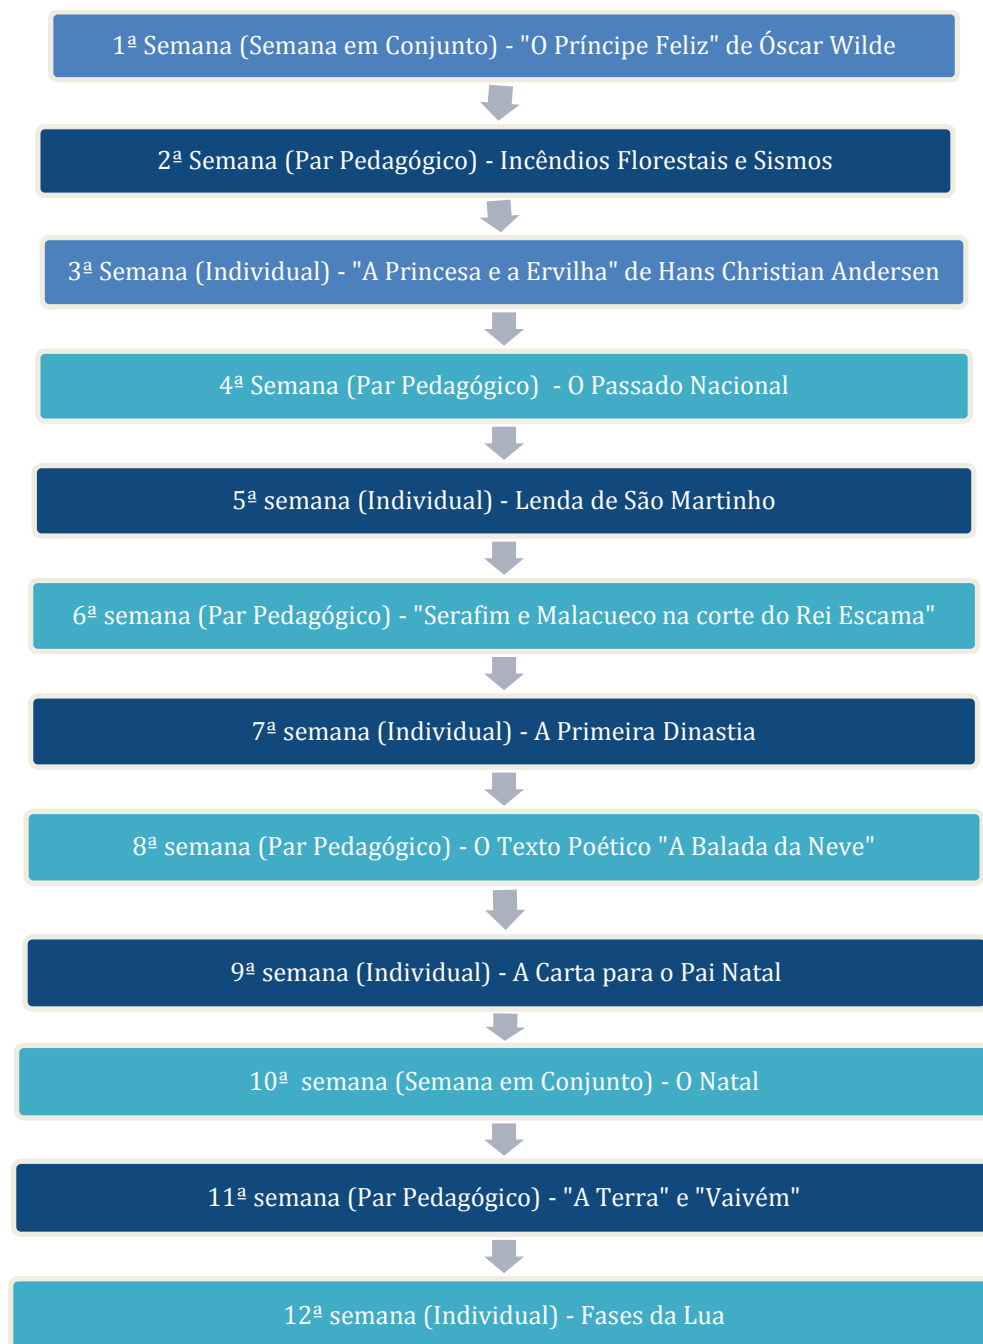 1ª Semana (Semana em Conjunto) - "O Príncipe Feliz" de Óscar Wilde
2ª Semana (Par Pedagógico) - Incêndios Florestais e Sismos
3ª Semana (Individual) - "A Princesa e a Ervilha" de Hans Christian Andersen
4ª Semana (Par Pedagógico)  - O Passado Nacional
5ª semana (Individual) - Lenda de São Martinho
6ª semana (Par Pedagógico) - "Serafim e Malacueco na corte do Rei Escama"
7ª semana (Individual) - A Primeira Dinastia
8ª semana (Par Pedagógico) - O Texto Poético "A Balada da Neve"
9ª semana (Individual) - A Carta para o Pai Natal
10ª  semana (Semana em Conjunto) - O Natal
11ª semana (Par Pedagógico) - "A Terra" e "Vaivém"
12ª semana (Individual) - Fases da Lua